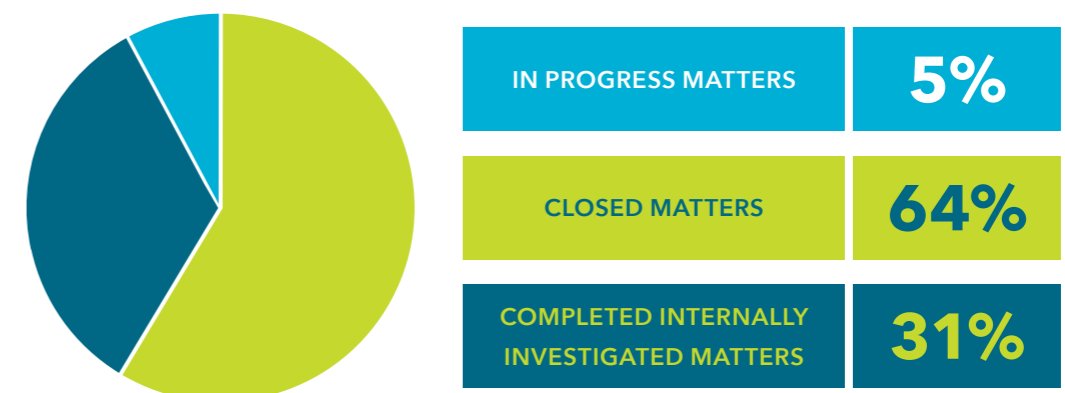 IN PROGRESS MATTERS 5%
CLOSED MATTERS 64%
COMPLETED INTERNALLY
INVESTIGATED MATTERS 31%